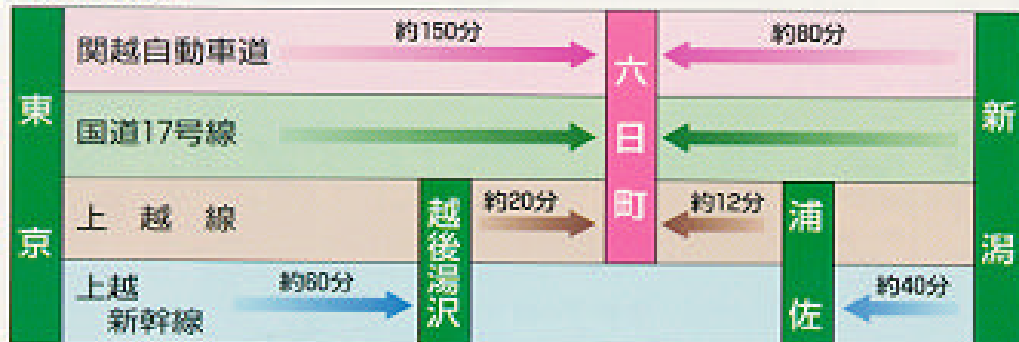 東京
関越自動車道
約150分
六日町
約80分
新潟
国道17号線
上越線
越後湯沢
約20分
約12分
浦佐
上越
新幹線
約60分
約40分